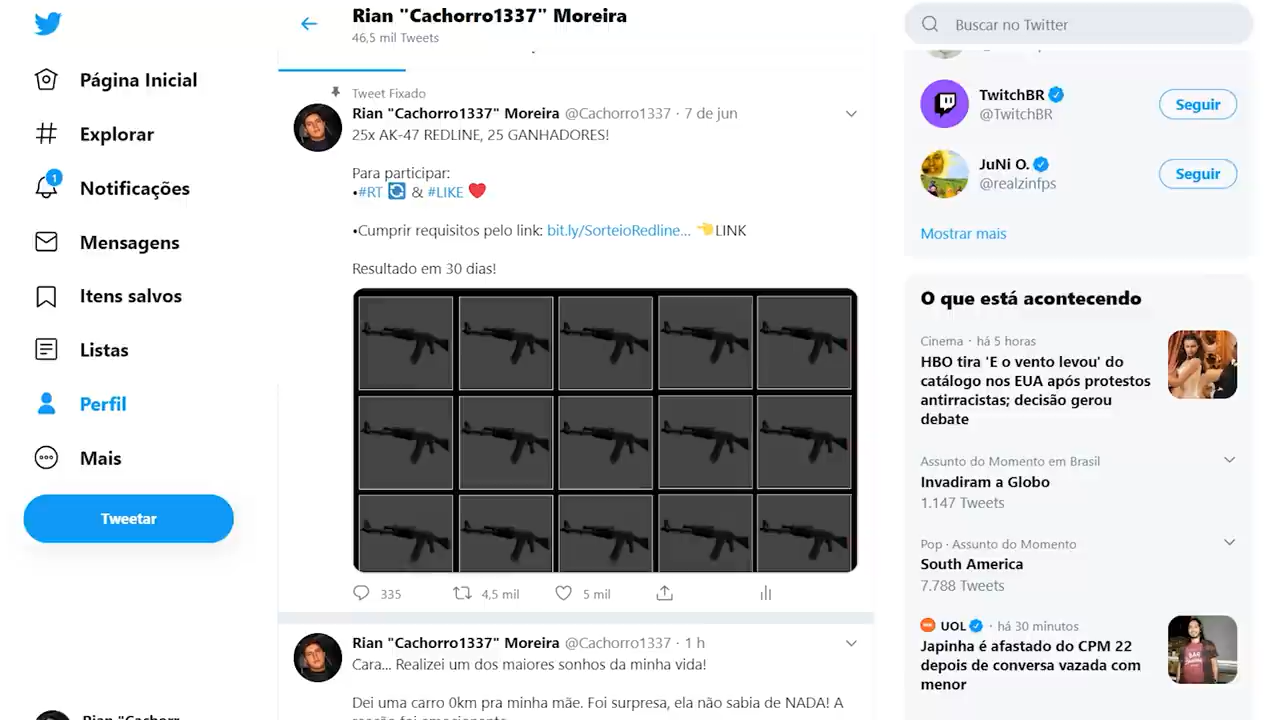 Página Inicial
Explorar
1
Notificações
Mensagens
Itens salvos
Listas
Perfil
Mais
Tweetar
Rian "Cachorr
Rian "Cachorro1337" Moreira
46,5 mil Tweets
Tweet Fixado
Rian "Cachorro1337" Moreira @Cachorro1337 · 7 de jun
25x AK-47 REDLINE, 25 GANHADORES!
Para participar:
•#RT 🔄 & #LIKE ❤️
•Cumprir requisitos pelo link: bit.ly/SorteioRedline... 👈LINK
Resultado em 30 dias!
335 4,5 mil 5 mil
Rian "Cachorro1337" Moreira @Cachorro1337 · 1 h
Cara... Realizei um dos maiores sonhos da minha vida!
Dei uma carro 0km pra minha mãe. Foi surpresa, ela não sabia de NADA! A
Buscar no Twitter
TwitchBR
@TwitchBR
Seguir
JuNi O.
@realzinfps
Seguir
Mostrar mais
O que está acontecendo
Cinema · há 5 horas
HBO tira 'E o vento levou' do
catálogo nos EUA após protestos
antirracistas; decisão gerou
debate
Assunto do Momento em Brasil
Invadiram a Globo
1.147 Tweets
Pop · Assunto do Momento
South America
7.788 Tweets
UOL · há 30 minutos
Japinha é afastado do CPM 22
depois de conversa vazada com
menor